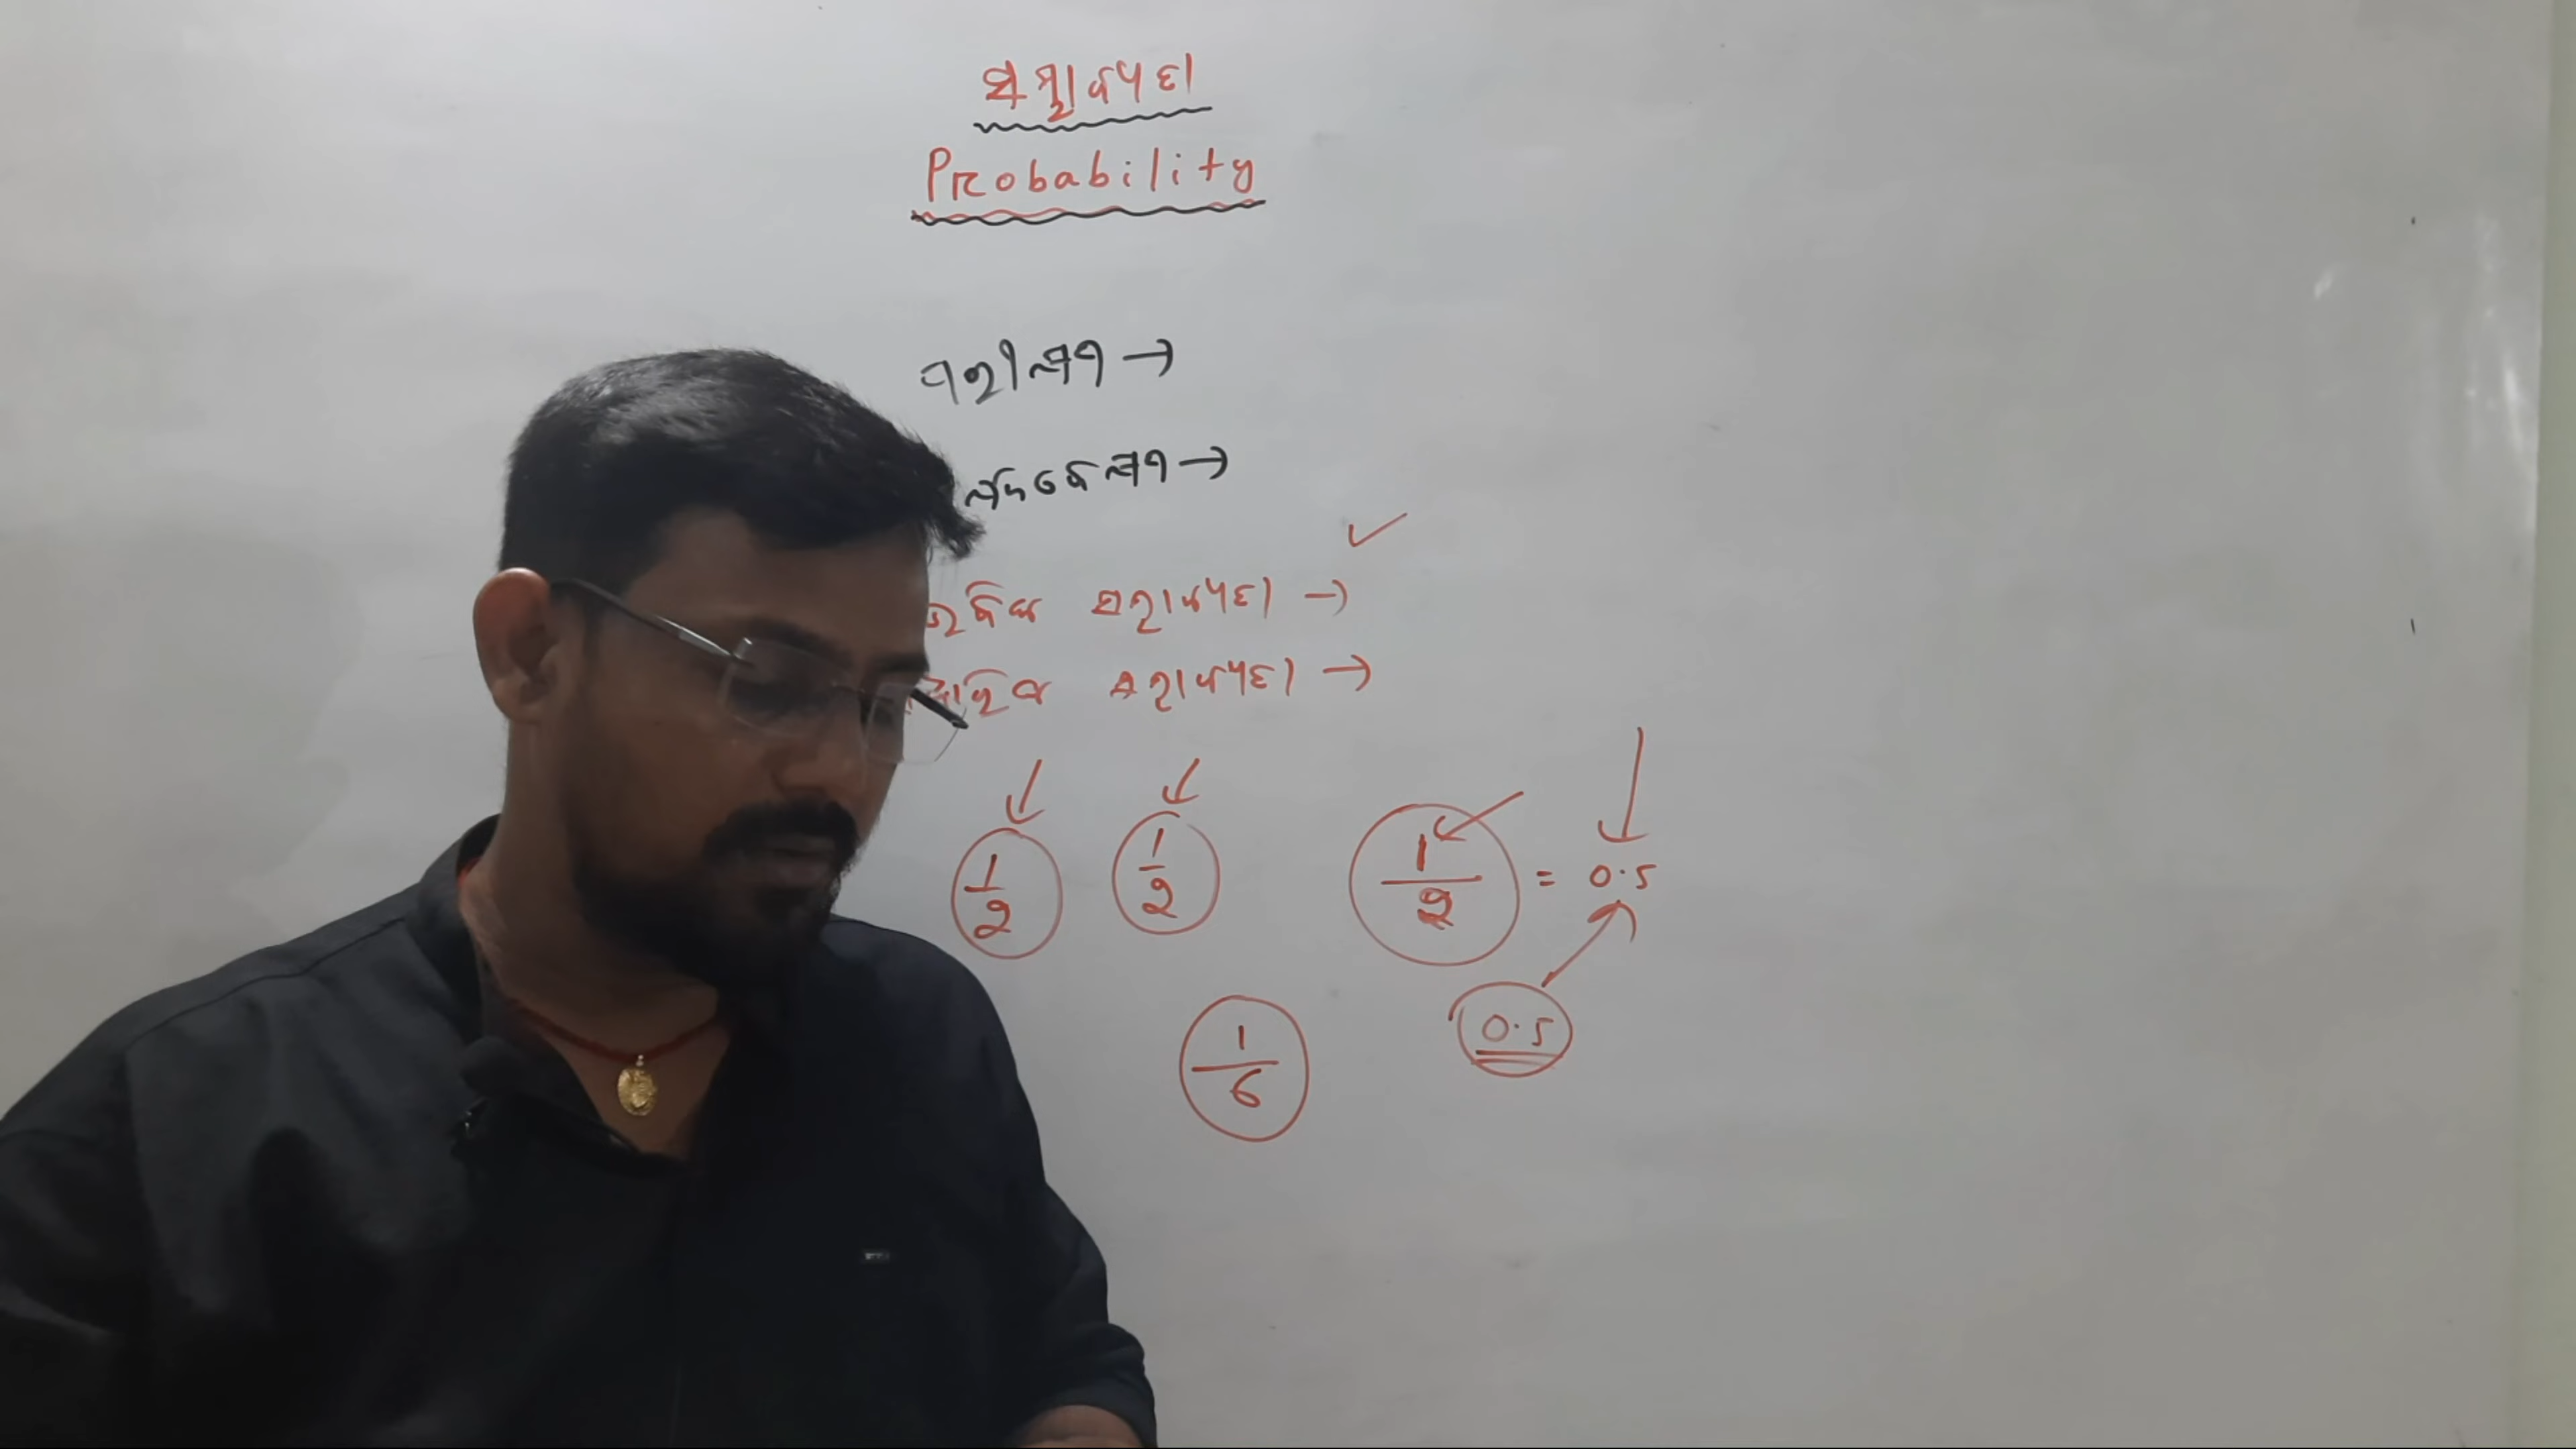 ସମ୍ଭାବ୍ୟତା
Probability
ପରୀକ୍ଷଣ →
→
ସମ୍ଭାବ୍ୟତା →
ସମ୍ଭାବ୍ୟତା →
1/2 1/2 1/2 = 0.5
1/6 0.5